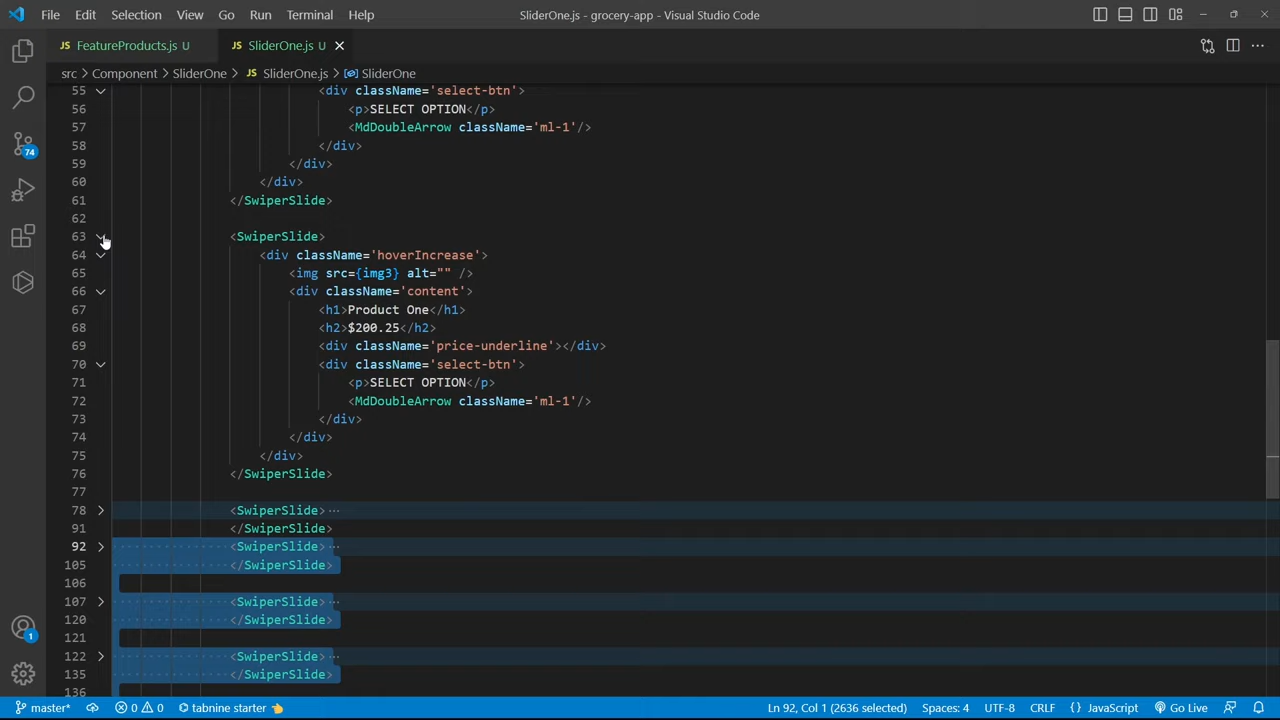 File Edit Selection View Go Run Terminal Help SliderOne.js - grocery-app - Visual Studio Code
JS FeatureProducts.js U JS SliderOne.js U
src > Component > SliderOne > JS SliderOne.js > SliderOne
55 <div className='select-btn'>
56 <p>SELECT OPTION</p>
57 <MdDoubleArrow className='ml-1'/>
58 </div>
59 </div>
60 </div>
61 </SwiperSlide>
62
63 <SwiperSlide>
64 <div className='hoverIncrease'>
65 <img src={img3} alt="" />
66 <div className='content'>
67 <h1>Product One</h1>
68 <h2>$200.25</h2>
69 <div className='price-underline'></div>
70 <div className='select-btn'>
71 <p>SELECT OPTION</p>
72 <MdDoubleArrow className='ml-1'/>
73 </div>
74 </div>
75 </div>
76 </SwiperSlide>
77
78 <SwiperSlide>···
91 </SwiperSlide>
92 <SwiperSlide>···
105 </SwiperSlide>
106
107 <SwiperSlide>···
120 </SwiperSlide>
121
122 <SwiperSlide>···
135 </SwiperSlide>
136
74
1
master* 0 0 tabnine starter Ln 92, Col 1 (2636 selected) Spaces: 4 UTF-8 CRLF {} JavaScript Go Live